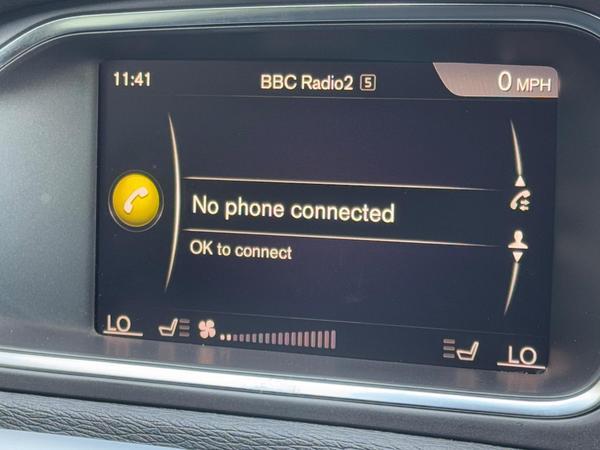 11:41
BBC Radio2 5
0 MPH
No phone connected
OK to connect
LO
LO